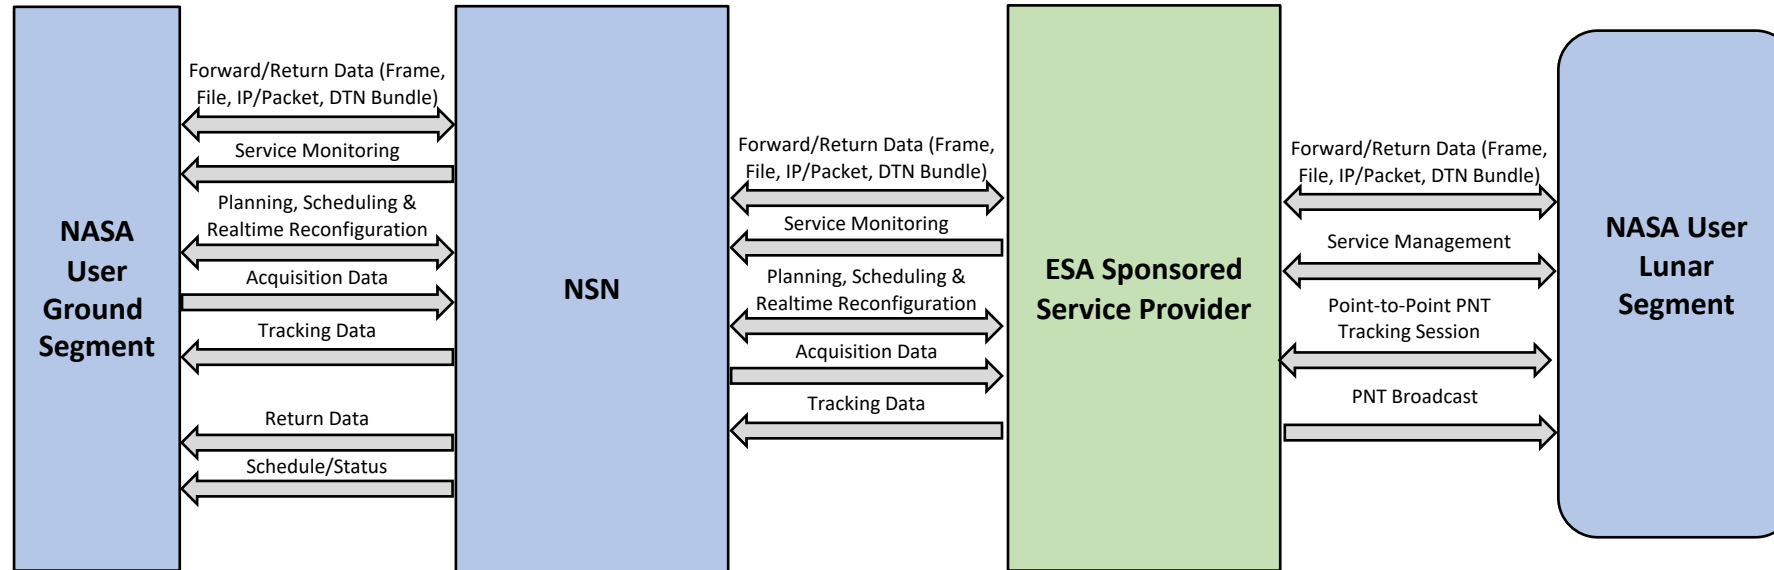 NASA
User
Ground
Segment
Forward/Return Data (Frame,
File, IP/Packet, DTN Bundle)
Service Monitoring
Planning, Scheduling &
Realtime Reconfiguration
Acquisition Data
Tracking Data
Return Data
Schedule/Status
NSN
Forward/Return Data (Frame,
File, IP/Packet, DTN Bundle)
Service Monitoring
Planning, Scheduling &
Realtime Reconfiguration
Acquisition Data
Tracking Data
ESA Sponsored
Service Provider
Forward/Return Data (Frame,
File, IP/Packet, DTN Bundle)
Service Management
Point-to-Point PNT
Tracking Session
PNT Broadcast
NASA User
Lunar
Segment